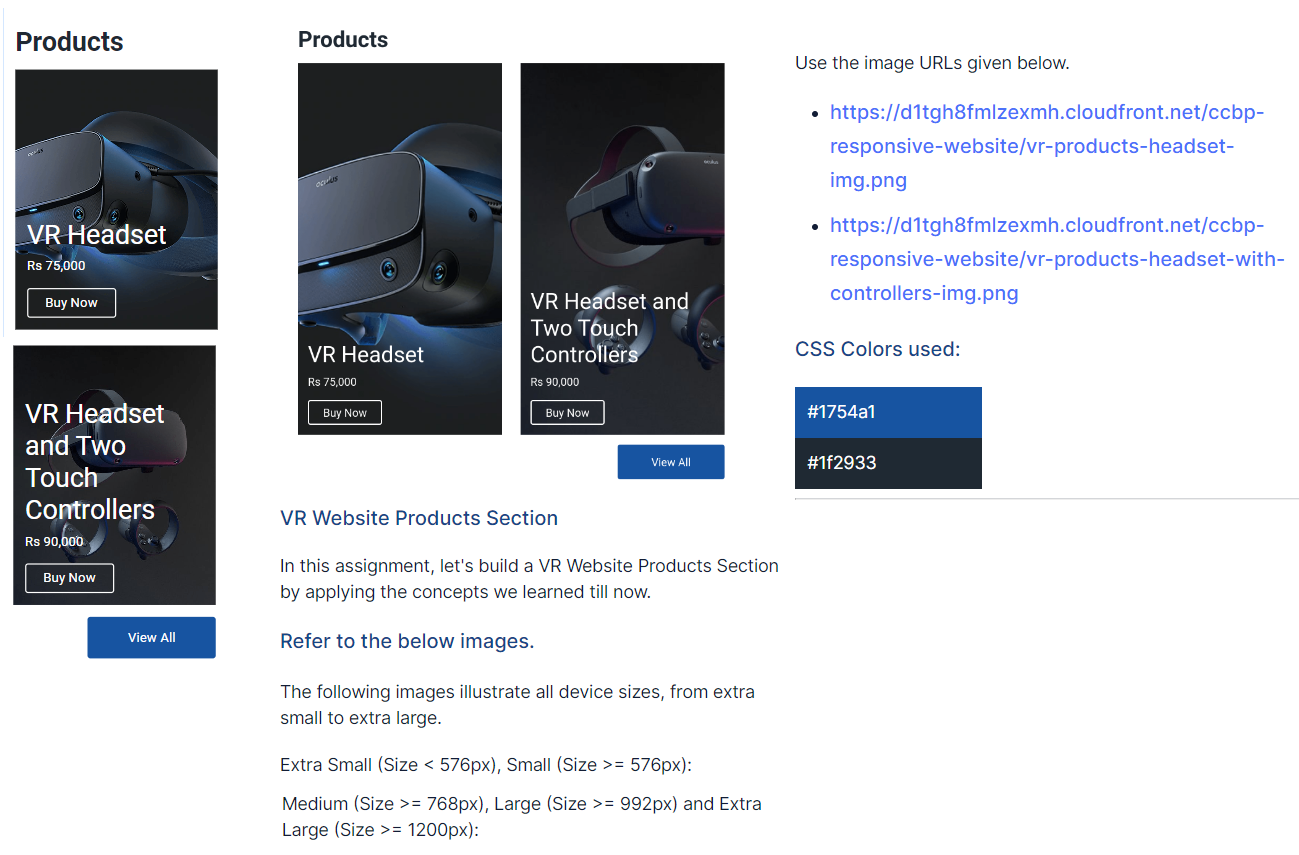 Products
VR Headset
Rs 75,000
Buy Now
VR Headset
and Two
Touch
Controllers
Rs 90,000
Buy Now
View All
Products
oculus
VR Headset
Rs 75,000
Buy Now
VR Headset and
Two Touch
Controllers
Rs 90,000
Buy Now
View All
VR Website Products Section
In this assignment, let's build a VR Website Products Section
by applying the concepts we learned till now.
Refer to the below images.
The following images illustrate all device sizes, from extra
small to extra large.
Extra Small (Size < 576px), Small (Size >= 576px):
Medium (Size >= 768px), Large (Size >= 992px) and Extra
Large (Size >= 1200px):
Use the image URLs given below.
• https://d1tgh8fmlzexmh.cloudfront.net/ccbp-
responsive-website/vr-products-headset-
img.png
• https://d1tgh8fmlzexmh.cloudfront.net/ccbp-
responsive-website/vr-products-headset-with-
controllers-img.png
CSS Colors used:
#1754a1
#1f2933